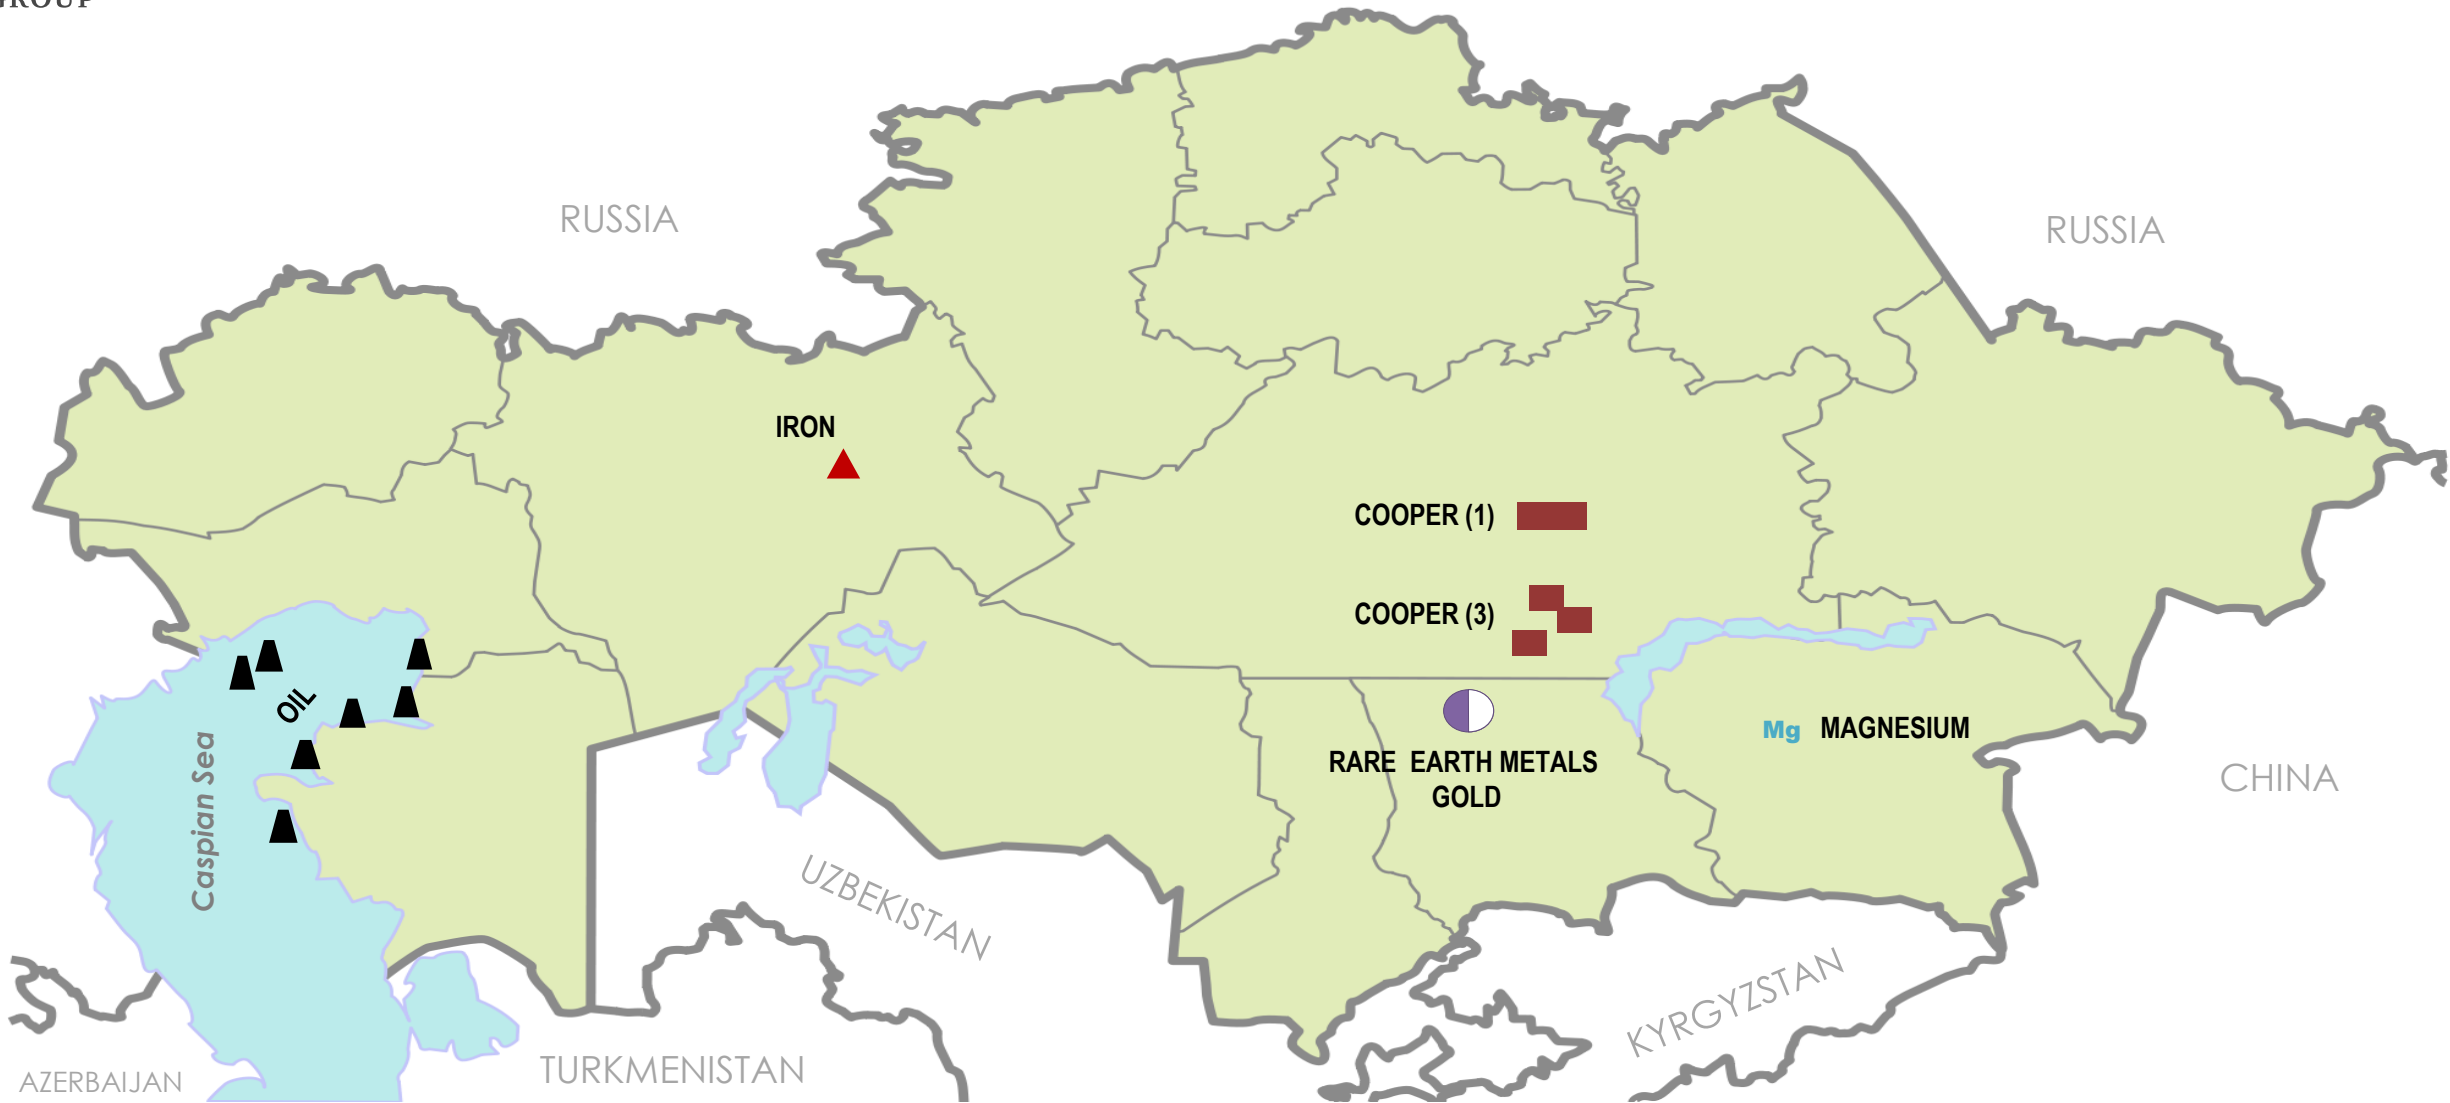 GROUP
RUSSIA
RUSSIA
IRON
COOPER (1)
COOPER (3)
OIL
Caspian Sea
Mg MAGNESIUM
RARE EARTH METALS
GOLD
CHINA
UZBEKISTAN
KYRGYZSTAN
TURKMENISTAN
AZERBAIJAN